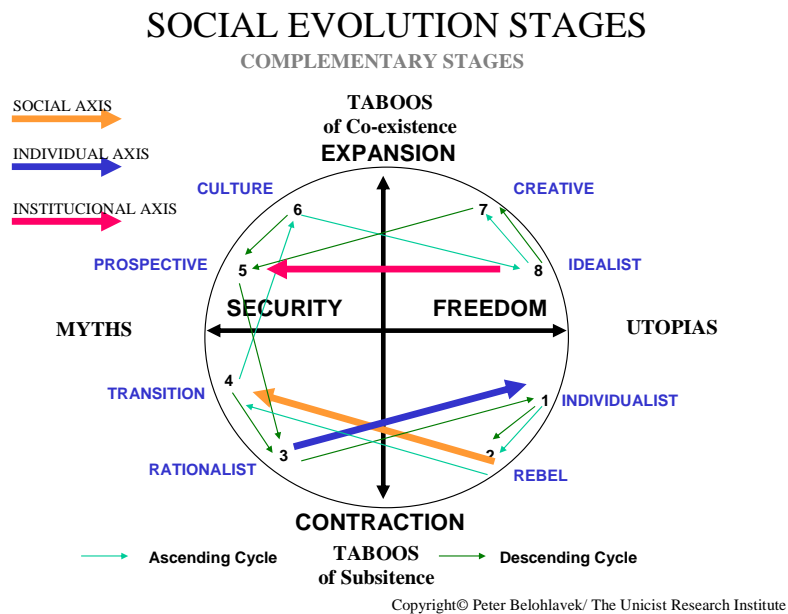 SOCIAL EVOLUTION STAGES
COMPLEMENTARY STAGES
SOCIAL AXIS
INDIVIDUAL AXIS
INSTITUCIONAL AXIS
TABOOS
of Co-existence
EXPANSION
CULTURE
6
7
CREATIVE
PROSPECTIVE
5
8
IDEALIST
SECURITY
FREEDOM
MYTHS
UTOPIAS
TRANSITION
4
1
INDIVIDUALIST
RATIONALIST
3
2
REBEL
CONTRACTION
Ascending Cycle
TABOOS
of Subsitence
Descending Cycle
Copyright© Peter Belohlavek/ The Unicist Research Institute